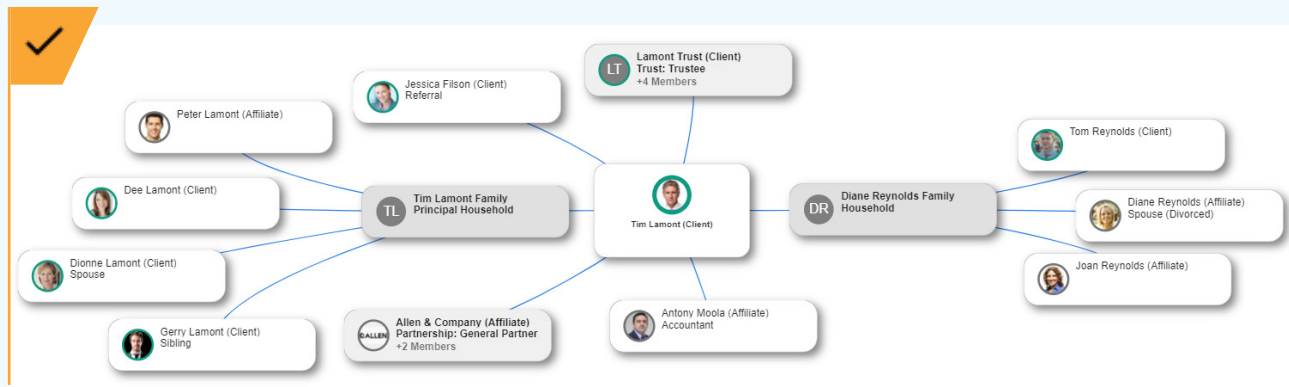 Lamont Trust (Client)
Trust: Trustee
+4 Members
LT
Jessica Filson (Client)
Referral
Peter Lamont (Affiliate)
Tom Reynolds (Client)
Dee Lamont (Client)
TL
Tim Lamont Family
Principal Household
Tim Lamont (Client)
DR
Diane Reynolds Family
Household
Diane Reynolds (Affiliate)
Spouse (Divorced)
Dionne Lamont (Client)
Spouse
Joan Reynolds (Affiliate)
Gerry Lamont (Client)
Sibling
ALLEN
Allen & Company (Affiliate)
Partnership: General Partner
+2 Members
Antony Moola (Affiliate)
Accountant